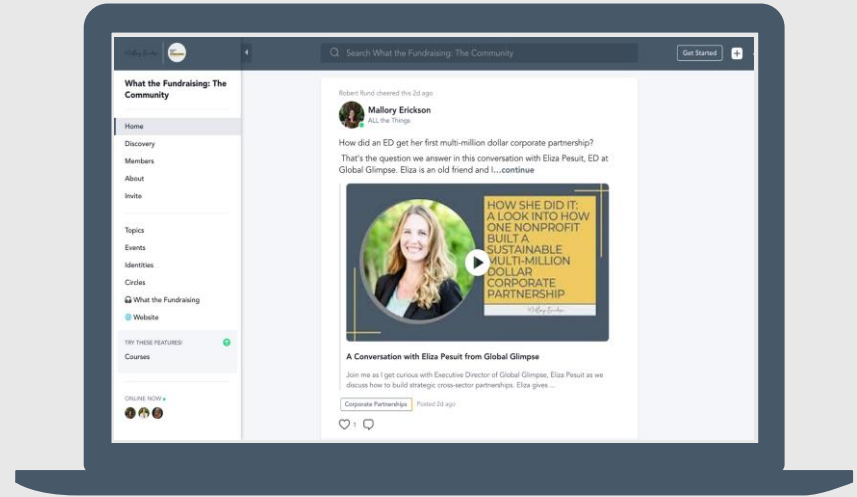 Mallory Erickson
Search What the Fundraising: The Community
Get Started
What the Fundraising: The
Community
Home
Discovery
Members
About
Invite
Topics
Events
Identities
Circles
What the Fundraising
Website
TRY THESE FEATURES!
Courses
ONLINE NOW
Robert Rund cheered this 2d ago
Mallory Erickson
ALL the Things
How did an ED get her first multi-million dollar corporate partnership?
That's the question we answer in this conversation with Eliza Pesuit, ED at
Global Glimpse. Eliza is an old friend and I...continue
HOW SHE DID IT:
A LOOK INTO HOW
ONE NONPROFIT
BUILT A
SUSTAINABLE
MULTI-MILLION
DOLLAR
CORPORATE
PARTNERSHIP
Mallory Erickson
A Conversation with Eliza Pesuit from Global Glimpse
Join me as I get curious with Executive Director of Global Glimpse, Eliza Pesuit as we
discuss how to build strategic cross-sector partnerships. Eliza gives ...
Corporate Partnerships Posted 2d ago
1